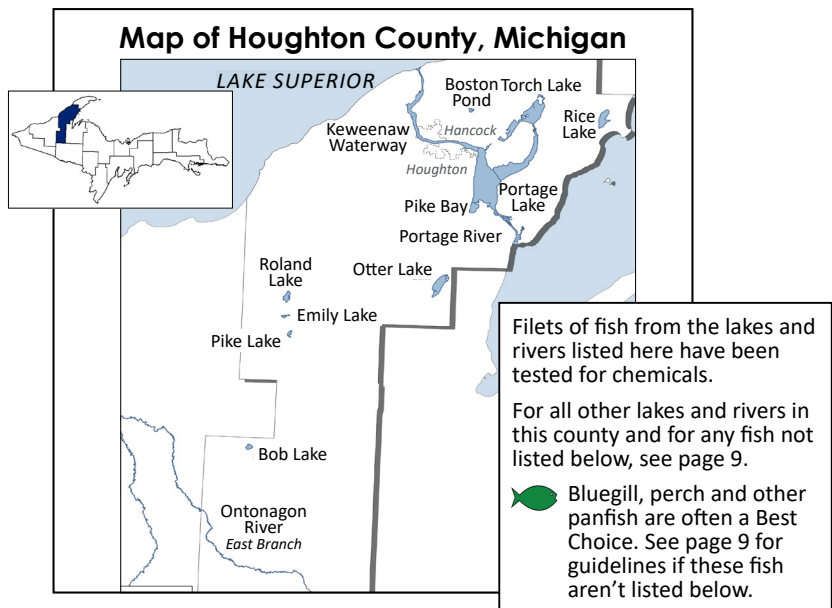 Map of Houghton County, Michigan
LAKE SUPERIOR
Boston
Pond
Torch Lake
Rice
Lake
Keweenaw
Waterway
Hancock
Houghton
Portage
Lake
Pike Bay
Portage River
Otter Lake
Roland
Lake
Emily Lake
Pike Lake
Bob Lake
Ontonagon
River
East Branch
Filets of fish from the lakes and
rivers listed here have been
tested for chemicals.
For all other lakes and rivers in
this county and for any fish not
listed below, see page 9.
Bluegill, perch and other
panfish are often a Best
Choice. See page 9 for
guidelines if these fish
aren't listed below.